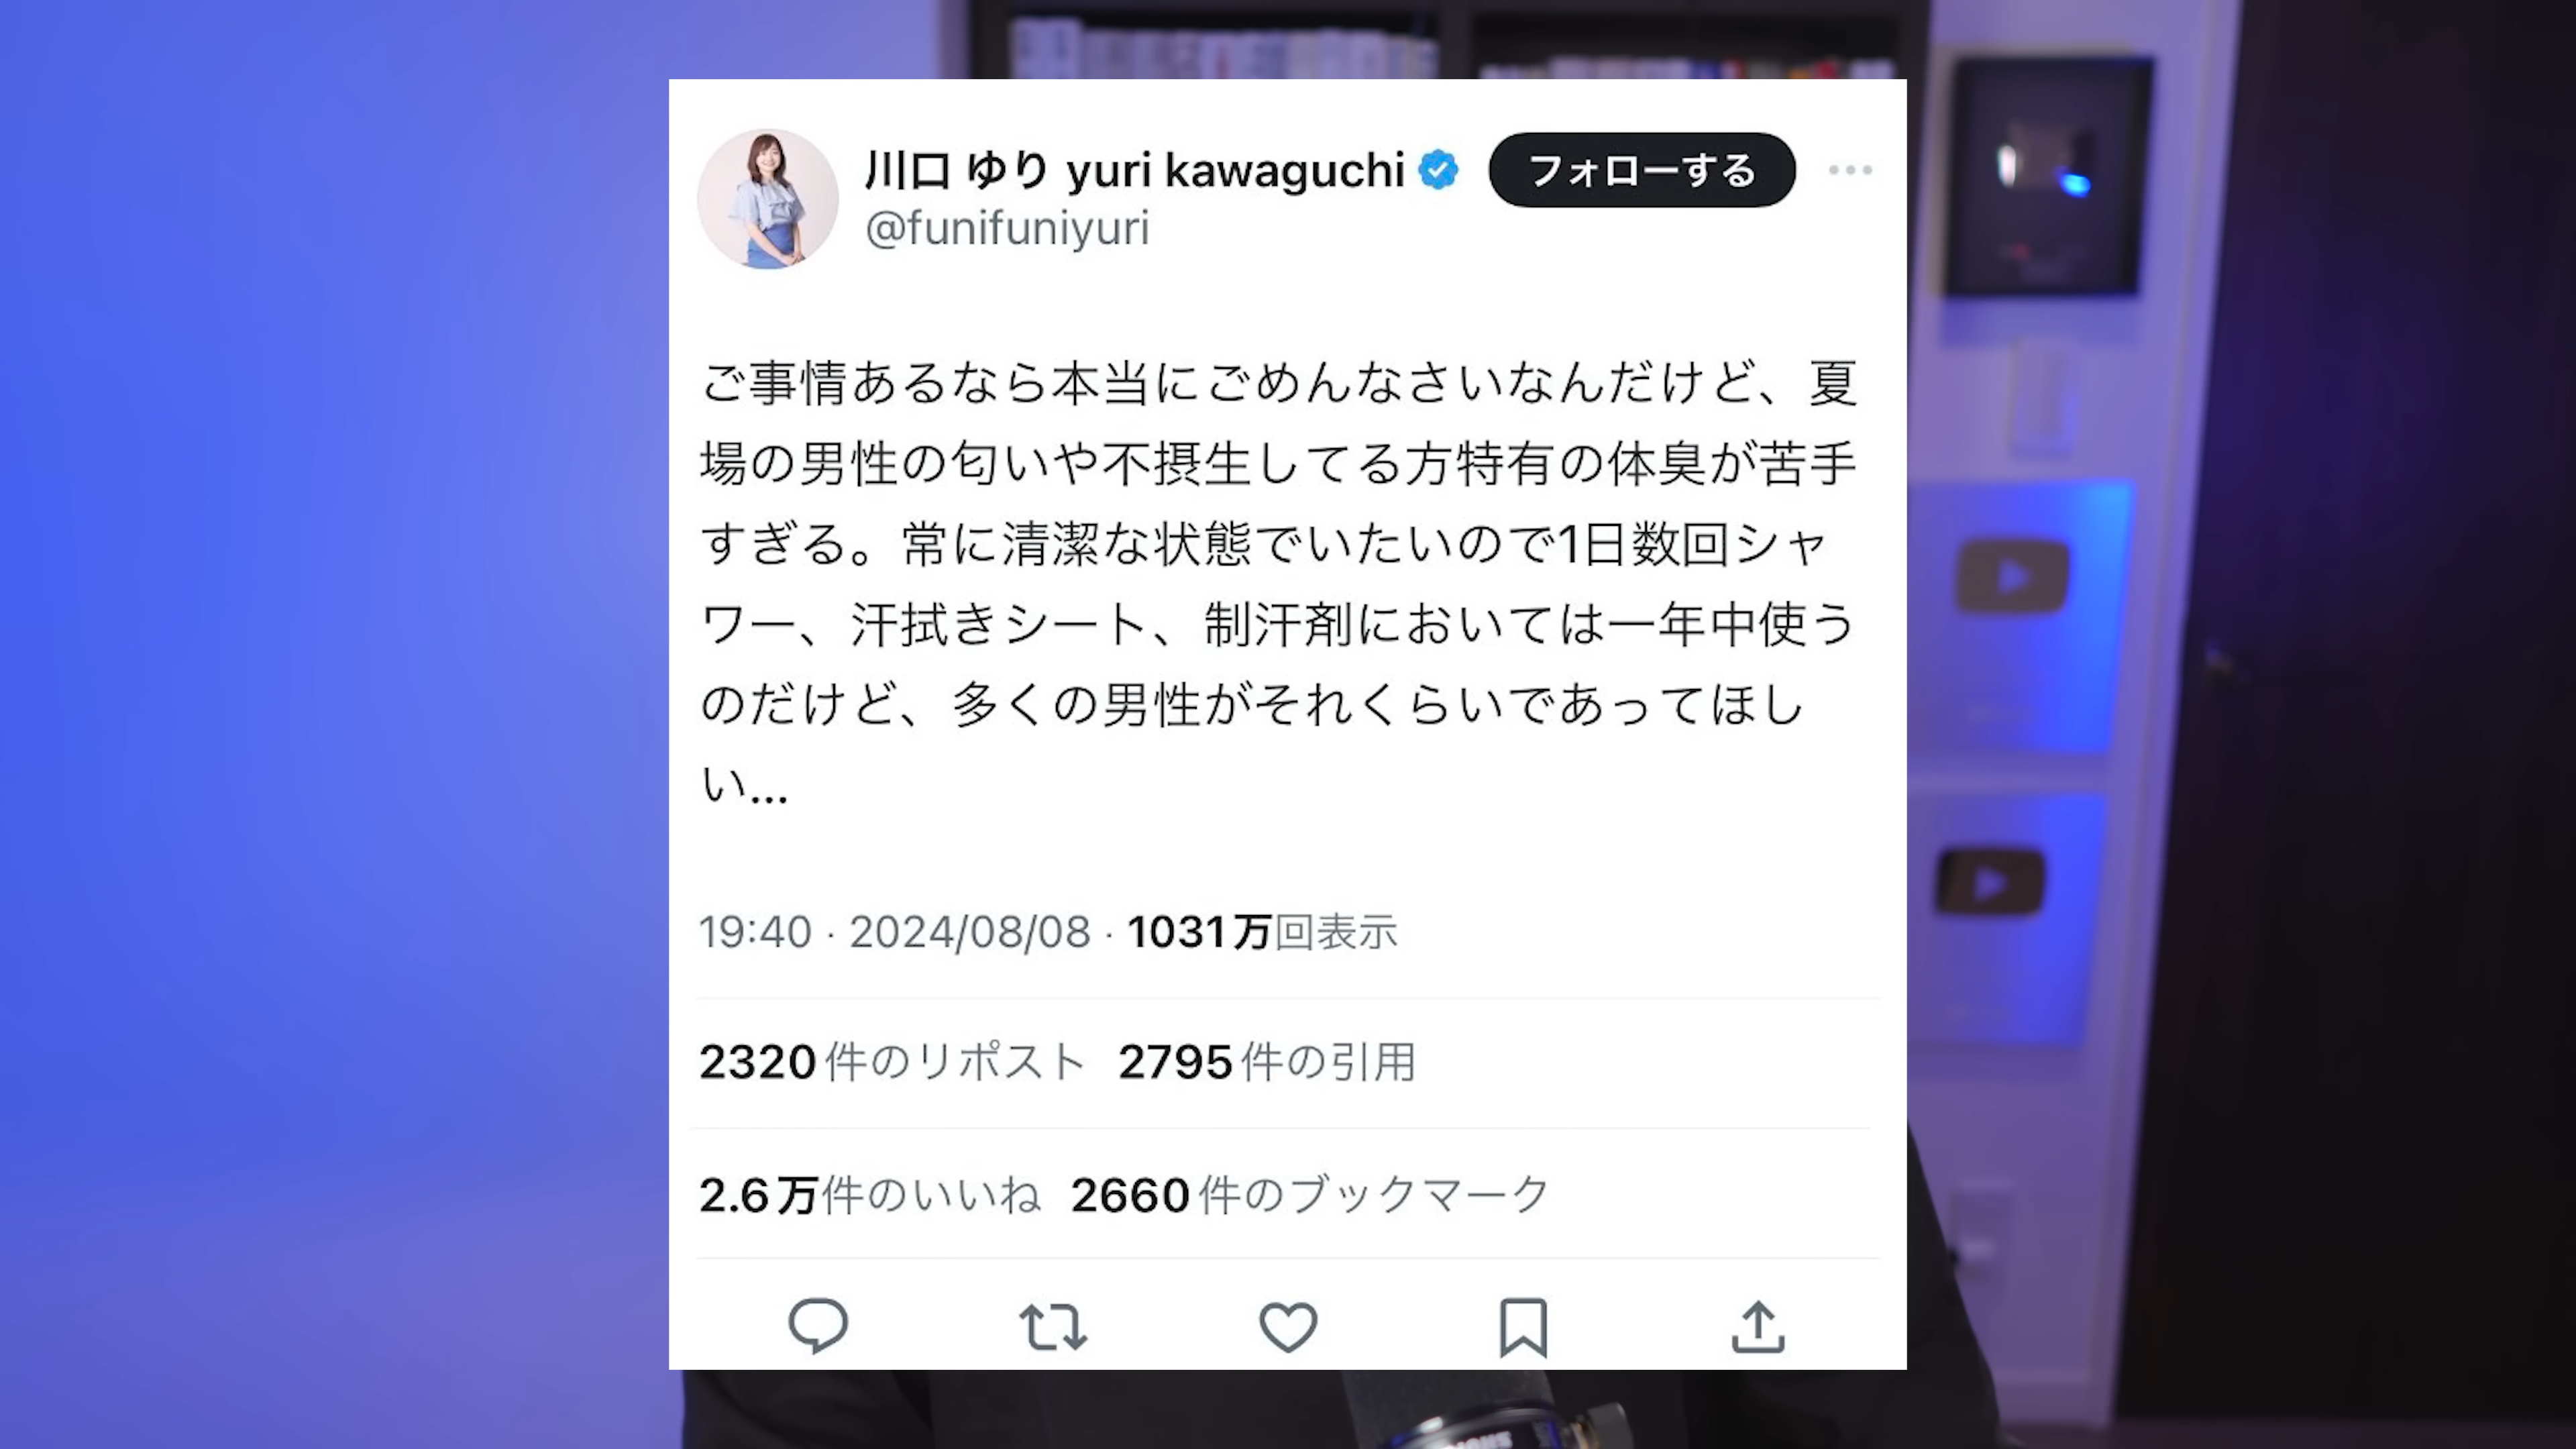 川口 ゆり yuri kawaguchi
フォローする
@funifuniyuri
ご事情あるなら本当にごめんなさいなんだけど、夏
場の男性の匂いや不摂生してる方特有の体臭が苦手
すぎる。常に清潔な状態でいたいので1日数回シャ
ワー、汗拭きシート、制汗剤においては一年中使う
のだけど、多くの男性がそれくらいであってほし
い...
19:40 · 2024/08/08 · 1031万回表示
2320件のリポスト 2795件の引用
2.6万件のいいね 2660件のブックマーク